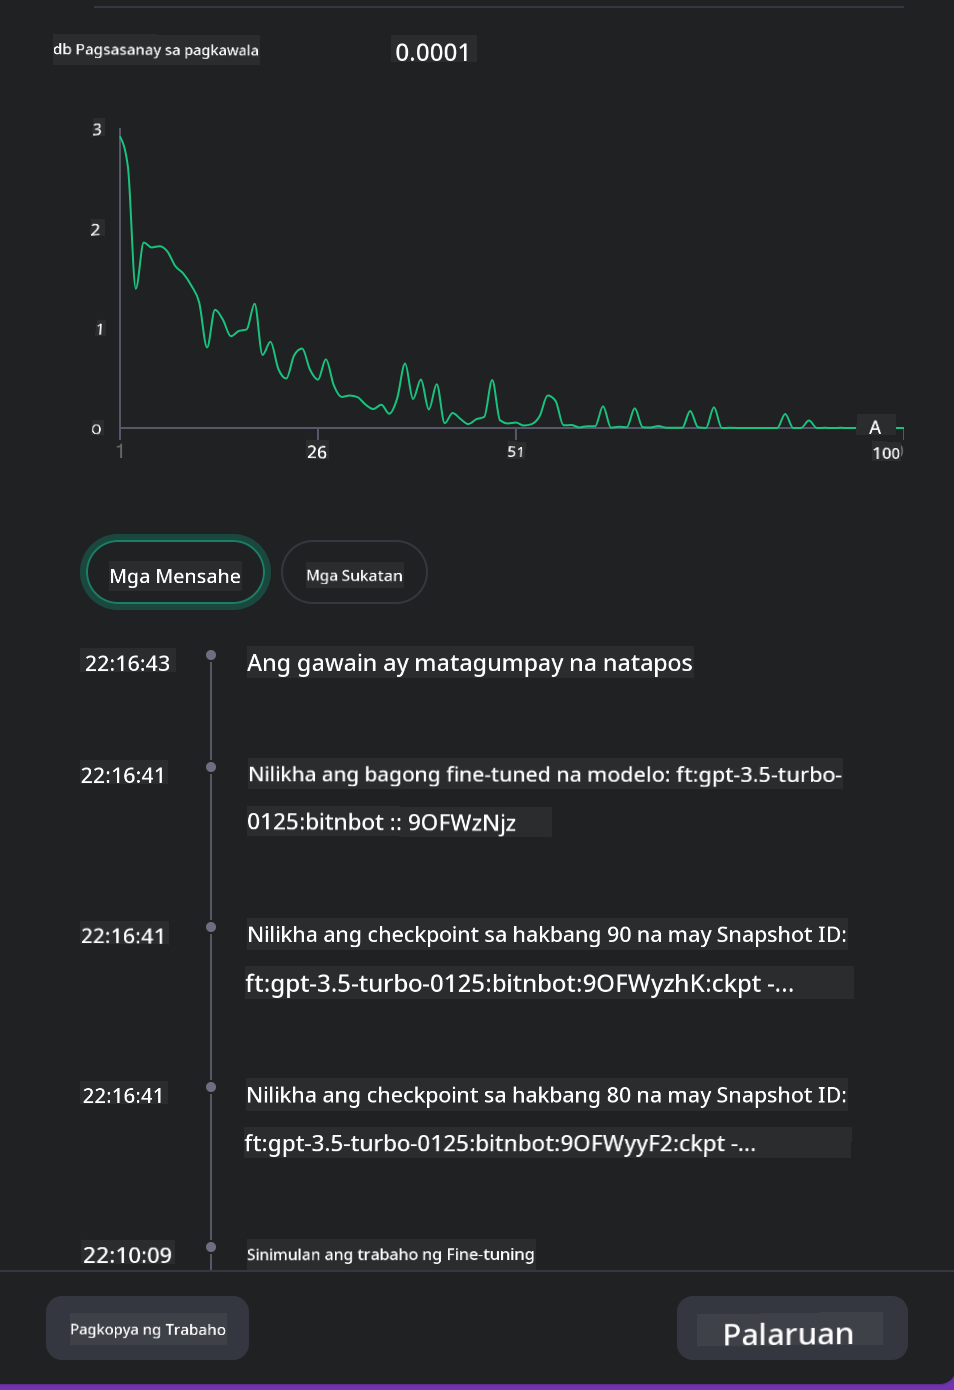 db Pagsasanay sa pagkawala
0.0001
3
2
1
0
1
26
51
100
A
Mga Mensahe
Mga Sukatan
22:16:43
Ang gawain ay matagumpay na natapos
22:16:41
Nilikha ang bagong fine-tuned na modelo: ft:gpt-3.5-turbo-
0125:bitnbot :: 9OFWzNjz
22:16:41
Nilikha ang checkpoint sa hakbang 90 na may Snapshot ID:
ft:gpt-3.5-turbo-0125:bitnbot:9OFWyzhK:ckpt -...
22:16:41
Nilikha ang checkpoint sa hakbang 80 na may Snapshot ID:
ft:gpt-3.5-turbo-0125:bitnbot:9OFWyyF2:ckpt -...
22:10:09
Sinimulan ang trabaho ng Fine-tuning
Pagkopya ng Trabaho
Palaruan